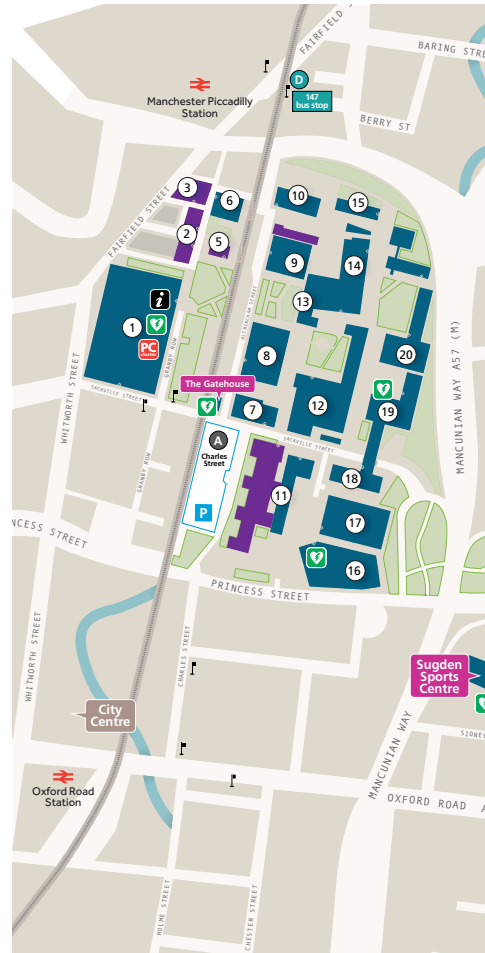 FAIRFIELD S
BARING STRE
D
147
bus stop
Manchester Piccadilly
Station
BERRY ST
3
6
10
15
FAIRFIELD STREET
2
5
9
14
i
13
1
PC
cluster
GRANBY ROW
ALTRINCHAM STREET
8
20
MANCUNIAN WAY A57 (M)
WHITWORTH STREET
The Gatehouse
SACKVILLE STREET
7
12
19
A
Charles
Street
SACKVILLE STREET
GRANBY ROW
18
11
P
17
NCESS STREET
16
PRINCESS STREET
WHITWORTH STREET
CHARLES STREET
Sugden
Sports
Centre
City
Centre
SIDNEY
MANCUNIAN WAY
Oxford Road
Station
OXFORD ROAD A
HULME STREET
CHESTER STREET